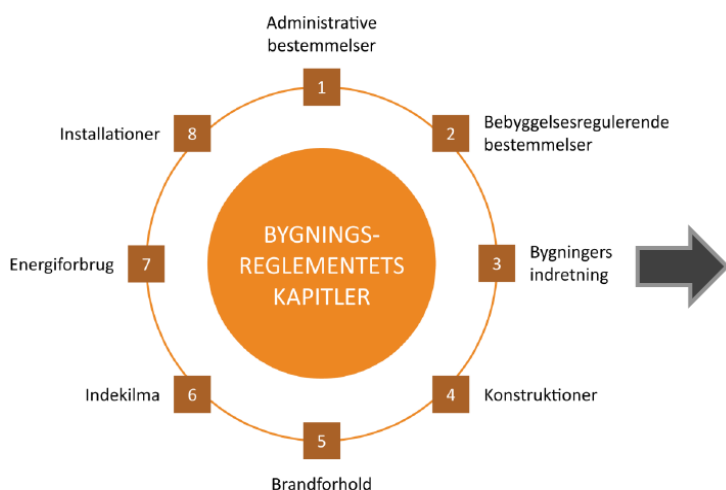 Administrative
bestemmelser
1
2
Bebyggelsesregulerende
bestemmelser
3
Bygningers
indretning
4
Konstruktioner
5
Brandforhold
6
Indekilma
7
Energiforbrug
8
Installationer
BYGNINGS-
REGLEMENTETS
KAPITLER